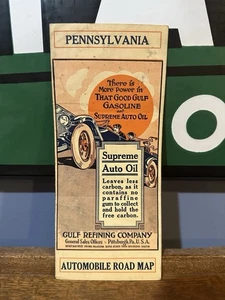 PENNSYLVANIA
There is
More Power in
THAT GOOD GULF
GASOLINE
and
SUPREME AUTO OIL
Supreme
Auto Oil
Leaves less
carbon, as it
contains no
paraffine
gum to collect
and hold the
free carbon.
GULF REFINING COMPANY
General Sales Offices - Pittsburgh, Pa. U.S.A.
AUTOMOBILE ROAD MAP